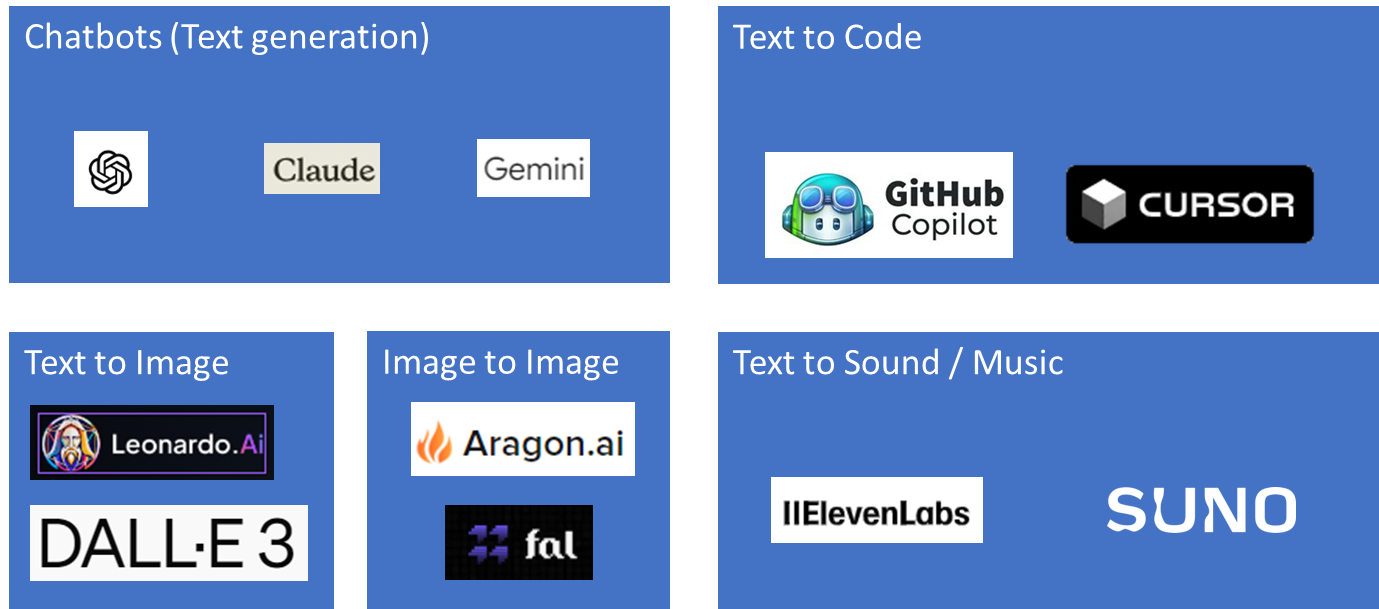 Chatbots (Text generation)
Claude
Gemini
Text to Code
GitHub
Copilot
CURSOR
Text to Image
Leonardo.Ai
DALL·E 3
Image to Image
Aragon.ai
fal
Text to Sound / Music
IIElevenLabs
SUNO